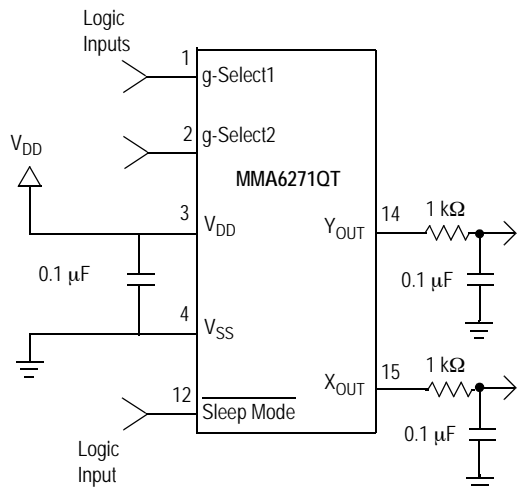 Logic
Inputs
1
g-Select1
2
g-Select2
V_DD
MMA6271QT
3
V_DD
Y_OUT
14
1 kΩ
0.1 μF
0.1 μF
4
V_SS
X_OUT
15
1 kΩ
12
Sleep Mode
0.1 μF
Logic
Input